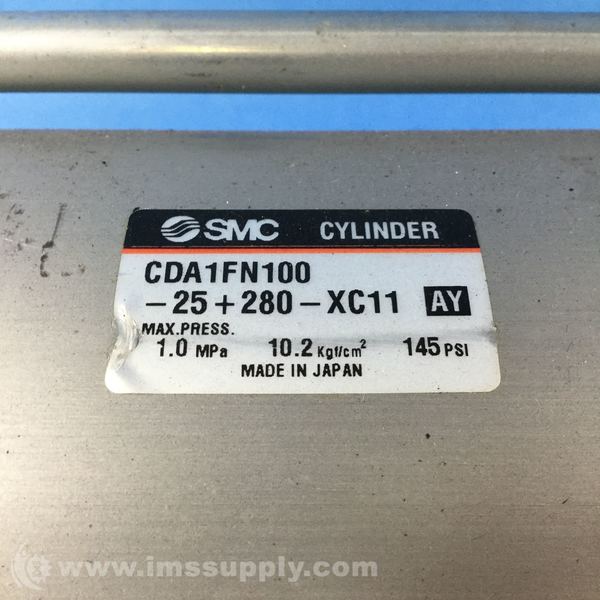 SMC CYLINDER
CDA1FN100
-25+280-XC11 AY
MAX.PRESS.
1.0 MPa 10.2 Kgf/cm² 145 PSI
MADE IN JAPAN
© www.imssupply.com